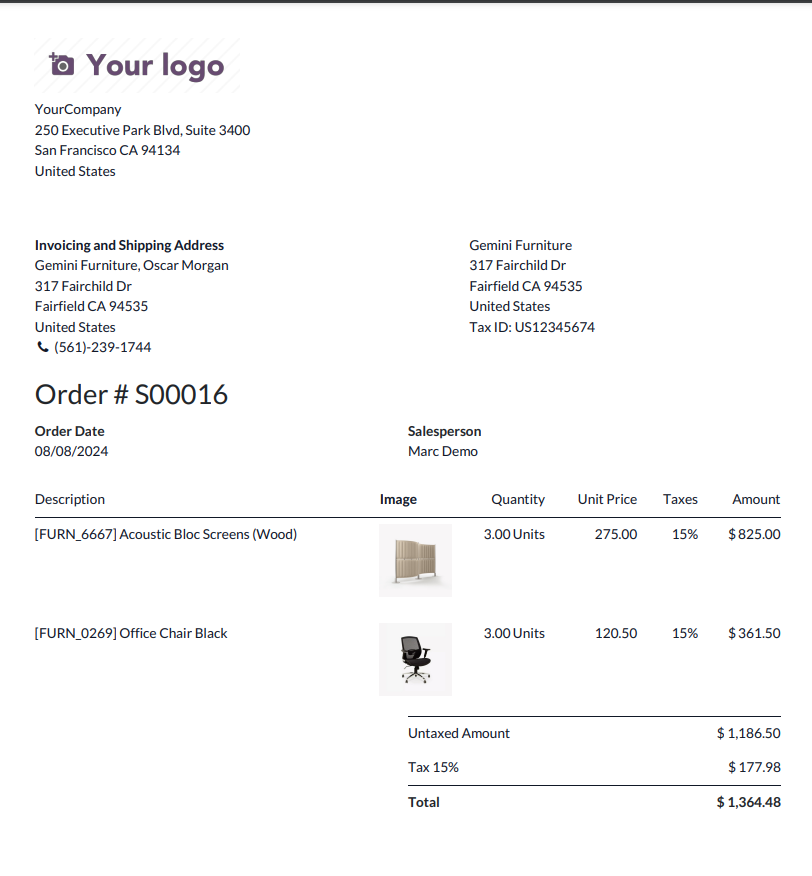 Your logo
YourCompany
250 Executive Park Blvd, Suite 3400
San Francisco CA 94134
United States
Invoicing and Shipping Address
Gemini Furniture, Oscar Morgan
317 Fairchild Dr
Fairfield CA 94535
United States
(561)-239-1744
Gemini Furniture
317 Fairchild Dr
Fairfield CA 94535
United States
Tax ID: US12345674
Order # S00016
Order Date
08/08/2024
Salesperson
Marc Demo
Description Image Quantity Unit Price Taxes Amount
[FURN_6667] Acoustic Bloc Screens (Wood) 3.00 Units 275.00 15% $ 825.00
[FURN_0269] Office Chair Black 3.00 Units 120.50 15% $ 361.50
Untaxed Amount $ 1,186.50
Tax 15% $ 177.98
Total $ 1,364.48